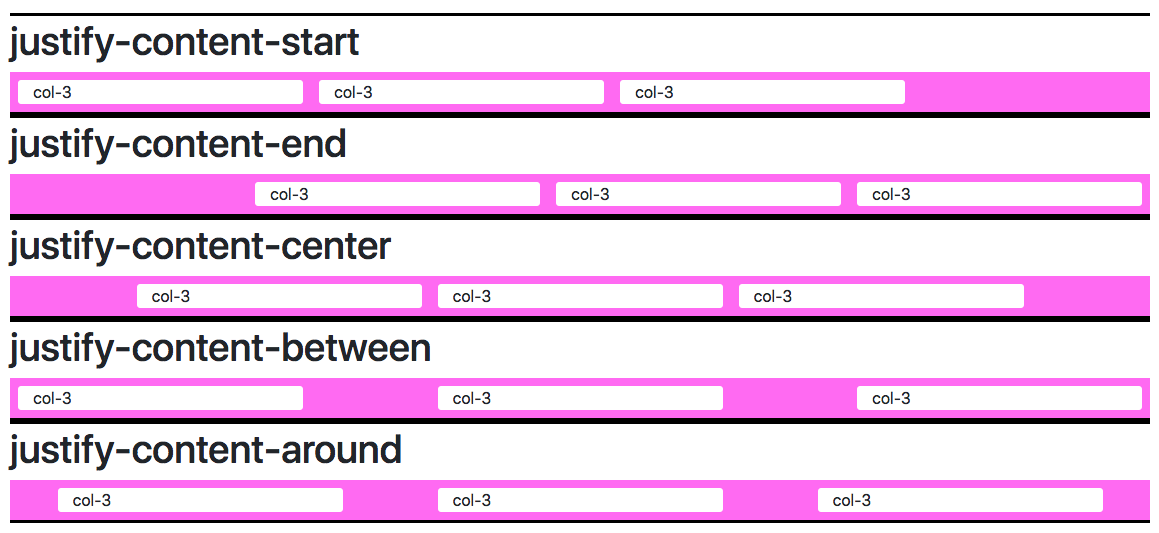 justify-content-start
col-3 col-3 col-3
justify-content-end
col-3 col-3 col-3
justify-content-center
col-3 col-3 col-3
justify-content-between
col-3 col-3 col-3
justify-content-around
col-3 col-3 col-3